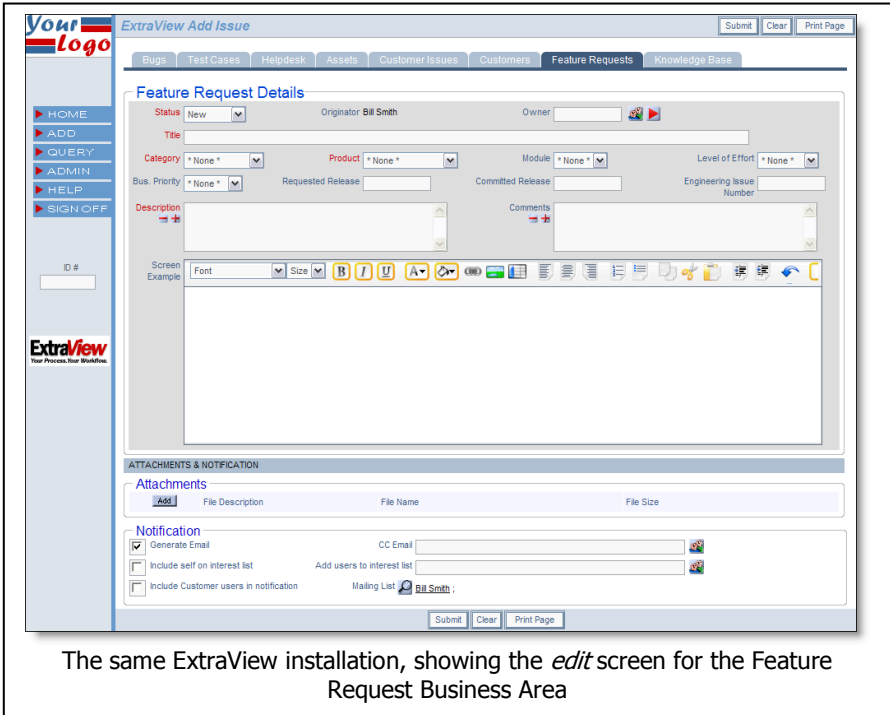 Your
Logo
ExtraView Add Issue
Submit Clear Print Page
Bugs Test Cases Helpdesk Assets Customer Issues Customers Feature Requests Knowledge Base
HOME
ADD
QUERY
ADMIN
HELP
SIGN OFF
ID #
ExtraView
Your Process. Your Workflow.
Feature Request Details
Status New Originator Bill Smith Owner
Title
Category * None * Product * None * Module * None * Level of Effort * None *
Bus. Priority * None * Requested Release Committed Release Engineering Issue
Number
Description Comments
Screen
Example
Font Size B I U A
ATTACHMENTS & NOTIFICATION
Attachments
Add File Description File Name File Size
Notification
Generate Email CC Email
Include self on interest list Add users to interest list
Include Customer users in notification Mailing List Bill Smith ;
Submit Clear Print Page
The same ExtraView installation, showing the edit screen for the Feature
Request Business Area